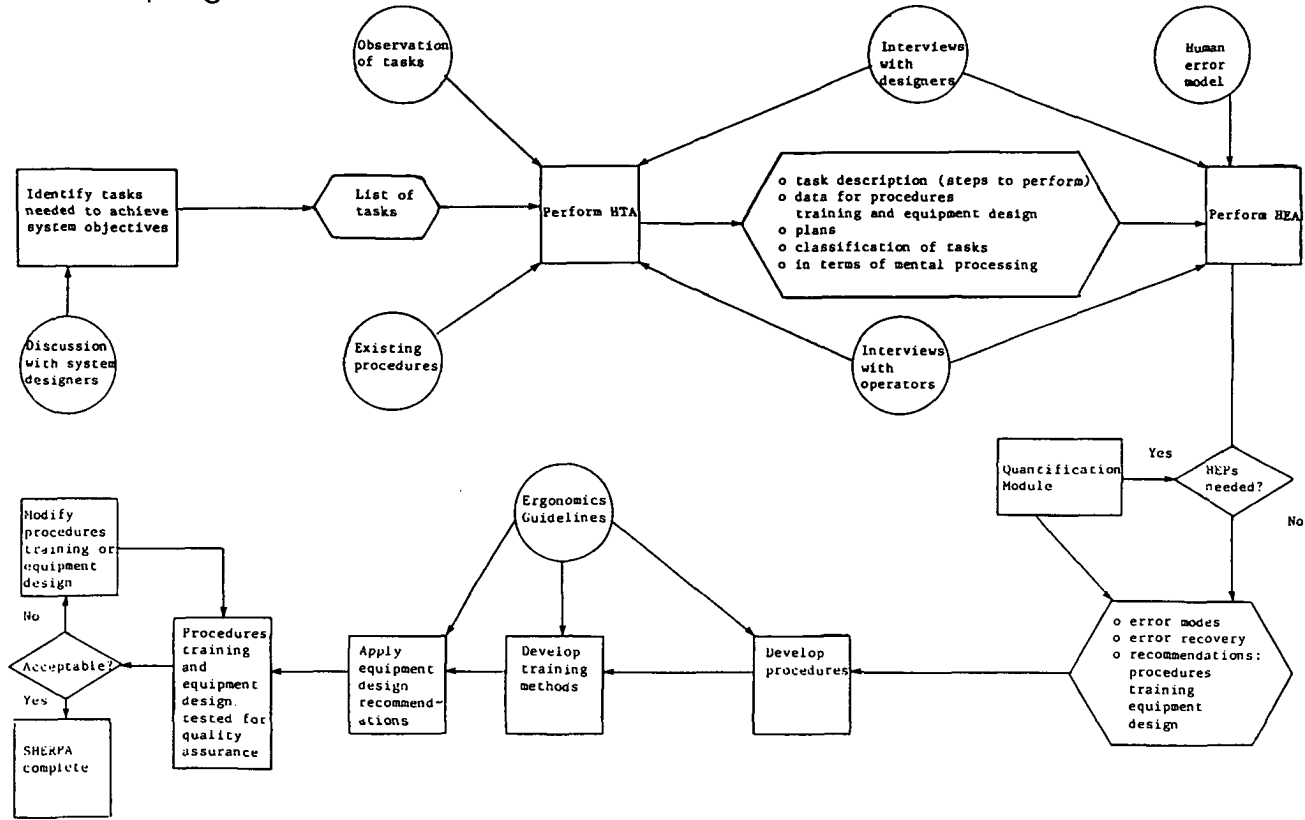 Observation
of tasks
Interviews
with
designers
Human
error
model
Identify tasks
needed to achieve
system objectives
List of
tasks
Perform HTA
o task description (steps to perform)
o data for procedures
training and equipment design
o plans
o classification of tasks
o in terms of mental processing
Perform HEA
Discussion
with system
designers
Existing
procedures
Interviews
with
operators
Quantification
Module
Yes
HEPs
needed?
No
Ergonomics
Guidelines
Modify
procedures
training or
equipment
design
No
Acceptable?
Yes
SHERPA
complete
Procedures
training
and
equipment
design.
tested for
quality
assurance
Apply
equipment
design
recommend-
ations
Develop
training
methods
Develop
procedures
o error modes
o error recovery
o recommendations:
procedures
training
equipment
design